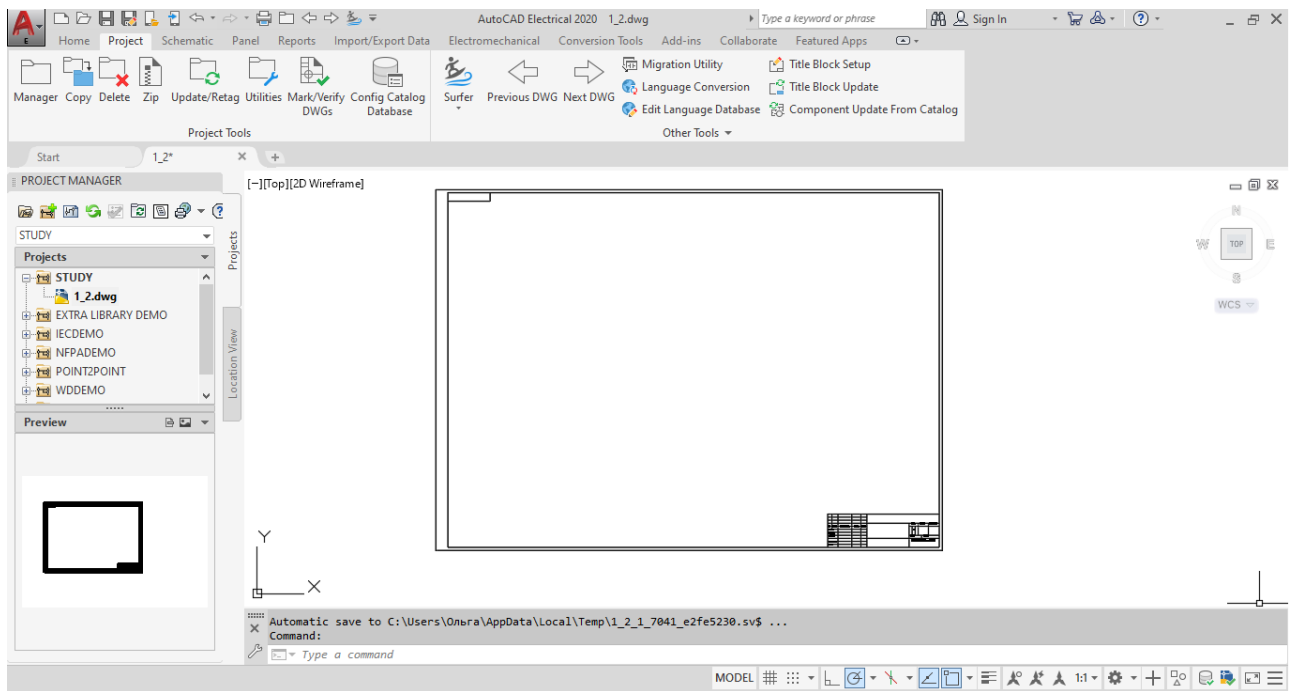 AutoCAD Electrical 2020 1_2.dwg
Type a keyword or phrase
Sign In
E
Home Project Schematic Panel Reports Import/Export Data Electromechanical Conversion Tools Add-ins Collaborate Featured Apps
Manager Copy Delete Zip Update/Retag Utilities Mark/Verify DWGs Config Catalog Database
Surfer Previous DWG Next DWG
Migration Utility
Language Conversion
Edit Language Database
Title Block Setup
Title Block Update
Component Update From Catalog
Project Tools
Other Tools
Start 1_2*
PROJECT MANAGER
STUDY
Projects
STUDY
1_2.dwg
EXTRA LIBRARY DEMO
IECDEMO
NFPADEMO
POINT2POINT
WDDEMO
Preview
Projects
Location View
[−][Top][2D Wireframe]
N
W TOP E
S
WCS
Y
X
Automatic save to C:\Users\Ольга\AppData\Local\Temp\1_2_1_7041_e2fe5230.sv$ ...
Command:
Type a command
MODEL
1:1